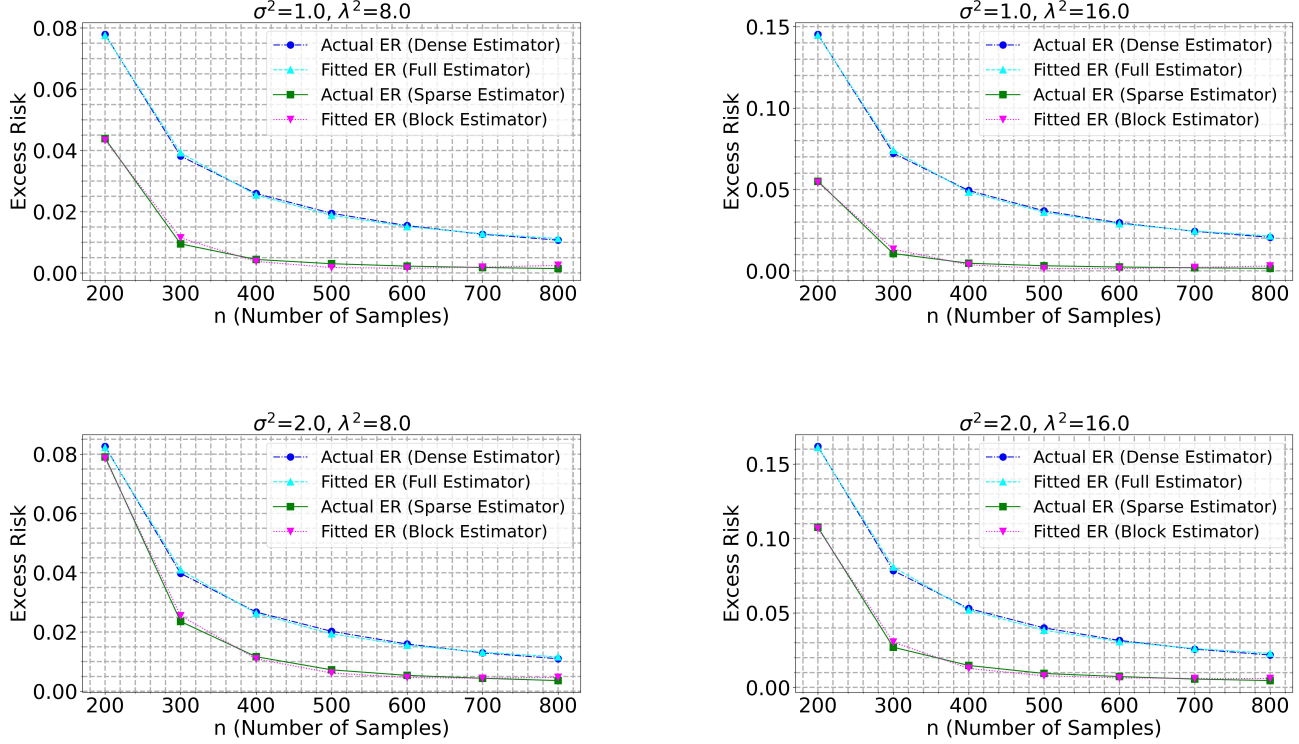 σ²=1.0, λ²=8.0
Excess Risk
0.08
0.06
0.04
0.02
0.00
Actual ER (Dense Estimator)
Fitted ER (Full Estimator)
Actual ER (Sparse Estimator)
Fitted ER (Block Estimator)
200 300 400 500 600 700 800
n (Number of Samples)
σ²=1.0, λ²=16.0
Excess Risk
0.15
0.10
0.05
0.00
Actual ER (Dense Estimator)
Fitted ER (Full Estimator)
Actual ER (Sparse Estimator)
Fitted ER (Block Estimator)
200 300 400 500 600 700 800
n (Number of Samples)
σ²=2.0, λ²=8.0
Excess Risk
0.08
0.06
0.04
0.02
0.00
Actual ER (Dense Estimator)
Fitted ER (Full Estimator)
Actual ER (Sparse Estimator)
Fitted ER (Block Estimator)
200 300 400 500 600 700 800
n (Number of Samples)
σ²=2.0, λ²=16.0
Excess Risk
0.15
0.10
0.05
0.00
Actual ER (Dense Estimator)
Fitted ER (Full Estimator)
Actual ER (Sparse Estimator)
Fitted ER (Block Estimator)
200 300 400 500 600 700 800
n (Number of Samples)